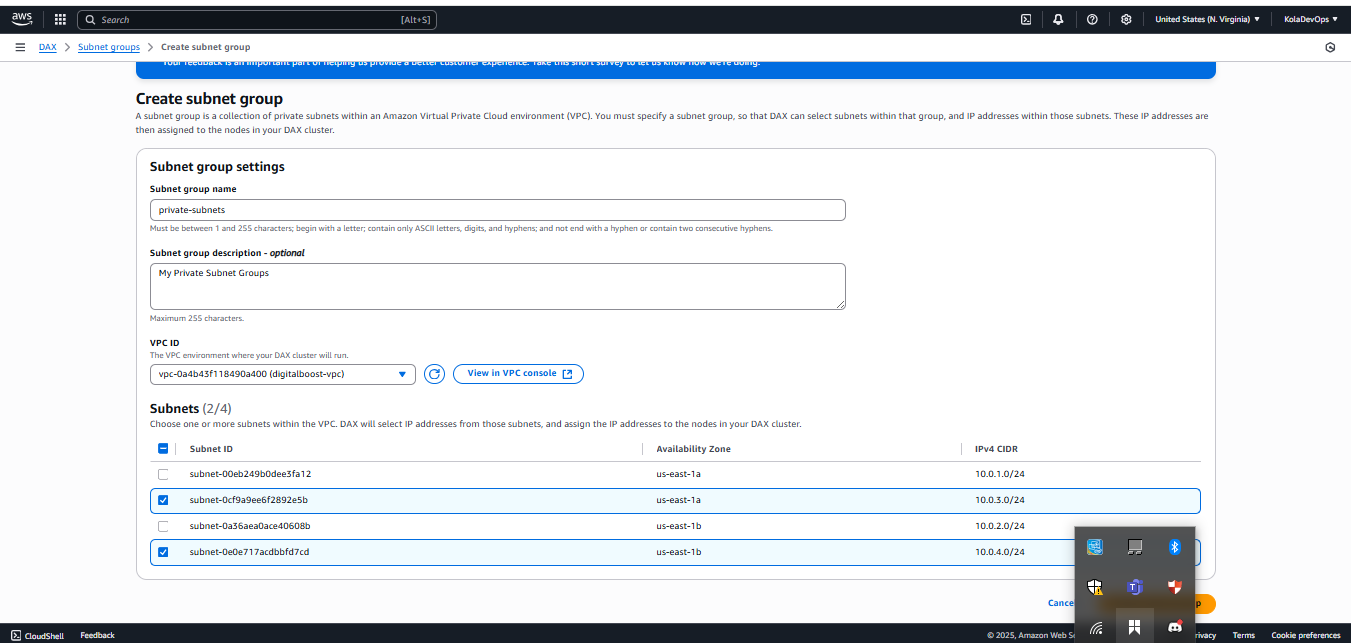 aws
Search
[Alt+S]
United States (N. Virginia)
KolaDevOps
DAX
Subnet groups
Create subnet group
Your feedback is an important part of helping us provide a better customer experience. Take this short survey to let us know how we're doing.
Create subnet group
A subnet group is a collection of private subnets within an Amazon Virtual Private Cloud environment (VPC). You must specify a subnet group, so that DAX can select subnets within that group, and IP addresses within those subnets. These IP addresses are
then assigned to the nodes in your DAX cluster.
Subnet group settings
Subnet group name
private-subnets
Must be between 1 and 255 characters; begin with a letter; contain only ASCII letters, digits, and hyphens; and not end with a hyphen or contain two consecutive hyphens.
Subnet group description - optional
My Private Subnet Groups
Maximum 255 characters.
VPC ID
The VPC environment where your DAX cluster will run.
vpc-0a4b43f118490a400 (digitalboost-vpc)
View in VPC console
Subnets (2/4)
Choose one or more subnets within the VPC. DAX will select IP addresses from those subnets, and assign the IP addresses to the nodes in your DAX cluster.
Subnet ID Availability Zone IPv4 CIDR
subnet-00eb249b0dee3fa12 us-east-1a 10.0.1.0/24
subnet-0cf9a9ee6f2892e5b us-east-1a 10.0.3.0/24
subnet-0a36aea0ace40608b us-east-1b 10.0.2.0/24
subnet-0e0e717acdbbfd7cd us-east-1b 10.0.4.0/24
Cance
p
CloudShell
Feedback
© 2025, Amazon Web Se
ivacy
Terms
Cookie preferences